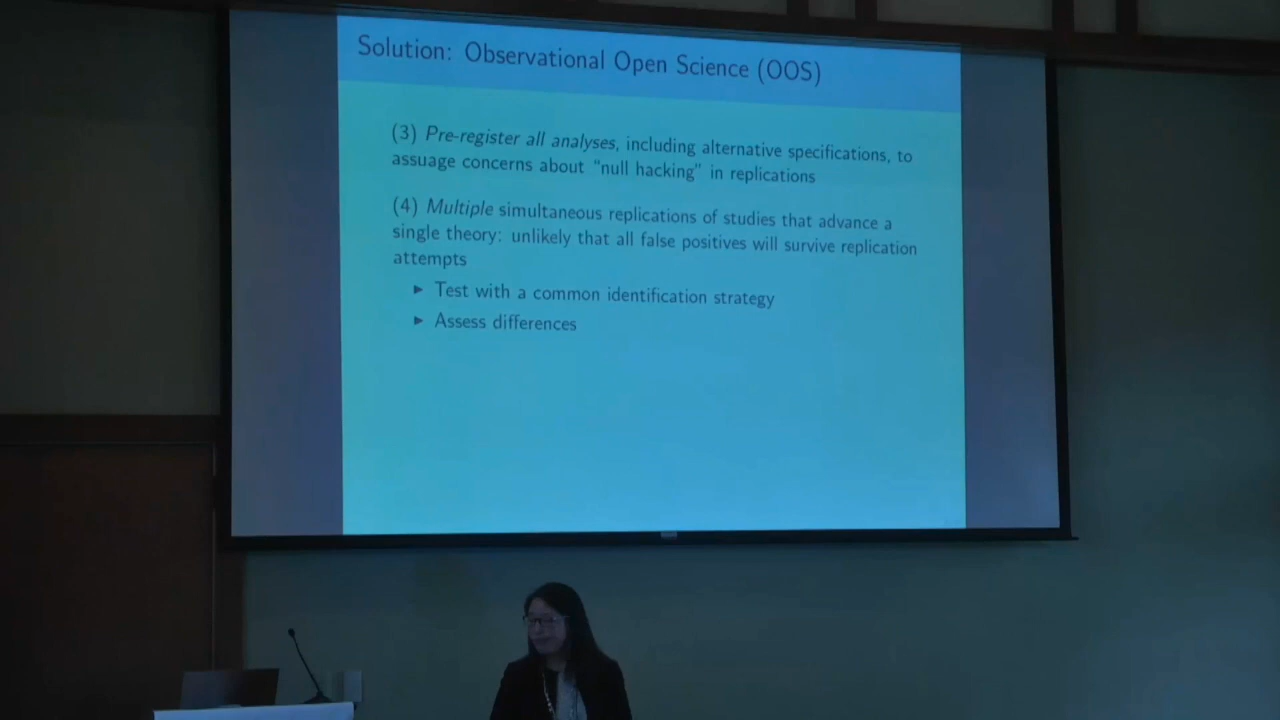 Solution: Observational Open Science (OOS)
(3) Pre-register all analyses, including alternative specifications, to
assuage concerns about "null hacking" in replications
(4) Multiple simultaneous replications of studies that advance a
single theory: unlikely that all false positives will survive replication
attempts
► Test with a common identification strategy
► Assess differences